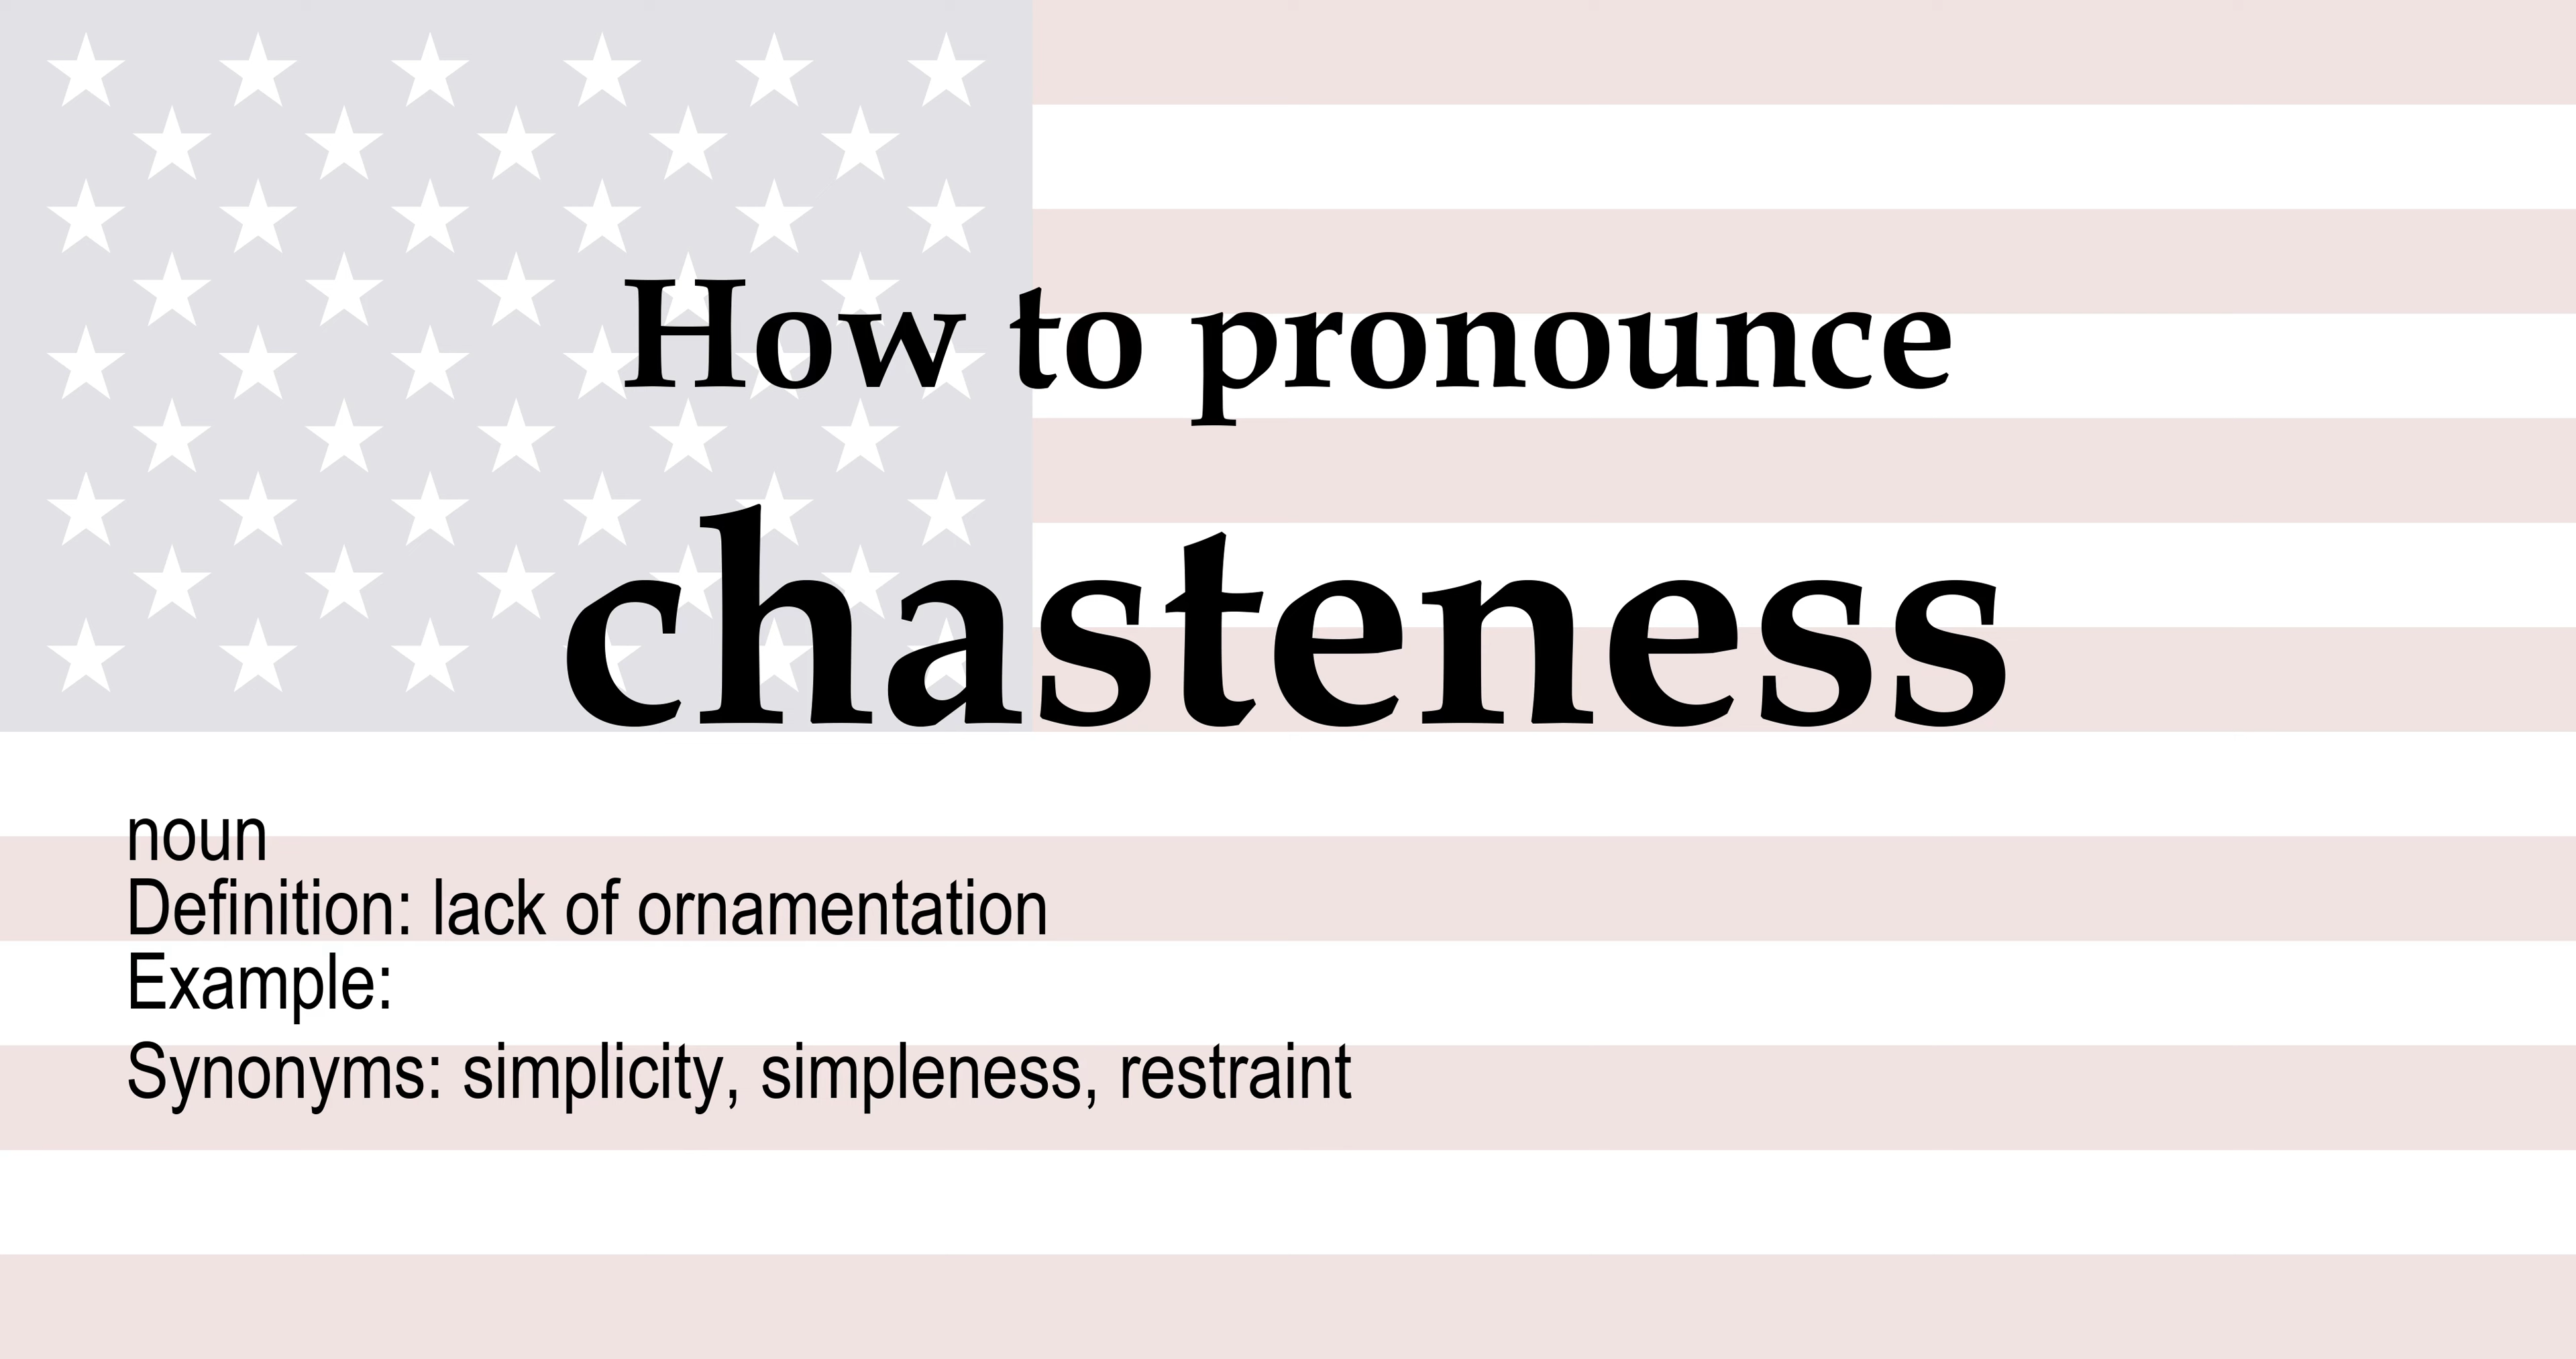 How to pronounce
chasteness
noun
Definition: lack of ornamentation
Example:
Synonyms: simplicity, simpleness, restraint